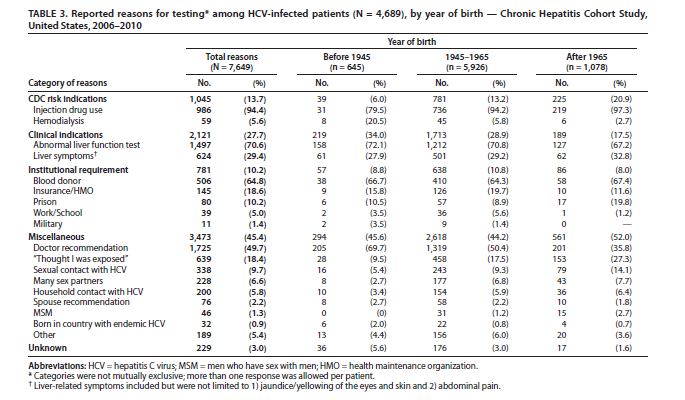 TABLE 3. Reported reasons for testing* among HCV-infected patients (N = 4,689), by year of birth — Chronic Hepatitis Cohort Study,
United States, 2006–2010
Year of birth
Total reasons Before 1945 1945–1965 After 1965
(N = 7,649) (n = 645) (n = 5,926) (n = 1,078)
Category of reasons No. (%) No. (%) No. (%) No. (%)
CDC risk indications 1,045 (13.7) 39 (6.0) 781 (13.2) 225 (20.9)
Injection drug use 986 (94.4) 31 (79.5) 736 (94.2) 219 (97.3)
Hemodialysis 59 (5.6) 8 (20.5) 45 (5.8) 6 (2.7)
Clinical indications 2,121 (27.7) 219 (34.0) 1,713 (28.9) 189 (17.5)
Abnormal liver function test 1,497 (70.6) 158 (72.1) 1,212 (70.8) 127 (67.2)
Liver symptoms† 624 (29.4) 61 (27.9) 501 (29.2) 62 (32.8)
Institutional requirement 781 (10.2) 57 (8.8) 638 (10.8) 86 (8.0)
Blood donor 506 (64.8) 38 (66.7) 410 (64.3) 58 (67.4)
Insurance/HMO 145 (18.6) 9 (15.8) 126 (19.7) 10 (11.6)
Prison 80 (10.2) 6 (10.5) 57 (8.9) 17 (19.8)
Work/School 39 (5.0) 2 (3.5) 36 (5.6) 1 (1.2)
Military 11 (1.4) 2 (3.5) 9 (1.4) 0 —
Miscellaneous 3,473 (45.4) 294 (45.6) 2,618 (44.2) 561 (52.0)
Doctor recommendation 1,725 (49.7) 205 (69.7) 1,319 (50.4) 201 (35.8)
"Thought I was exposed" 639 (18.4) 28 (9.5) 458 (17.5) 153 (27.3)
Sexual contact with HCV 338 (9.7) 16 (5.4) 243 (9.3) 79 (14.1)
Many sex partners 228 (6.6) 8 (2.7) 177 (6.8) 43 (7.7)
Household contact with HCV 200 (5.8) 10 (3.4) 154 (5.9) 36 (6.4)
Spouse recommendation 76 (2.2) 8 (2.7) 58 (2.2) 10 (1.8)
MSM 46 (1.3) 0 (0) 31 (1.2) 15 (2.7)
Born in country with endemic HCV 32 (0.9) 6 (2.0) 22 (0.8) 4 (0.7)
Other 189 (5.4) 13 (4.4) 156 (6.0) 20 (3.6)
Unknown 229 (3.0) 36 (5.6) 176 (3.0) 17 (1.6)
Abbreviations: HCV = hepatitis C virus; MSM = men who have sex with men; HMO = health maintenance organization.
* Categories were not mutually exclusive; more than one response was allowed per patient.
† Liver-related symptoms included but were not limited to 1) jaundice/yellowing of the eyes and skin and 2) abdominal pain.